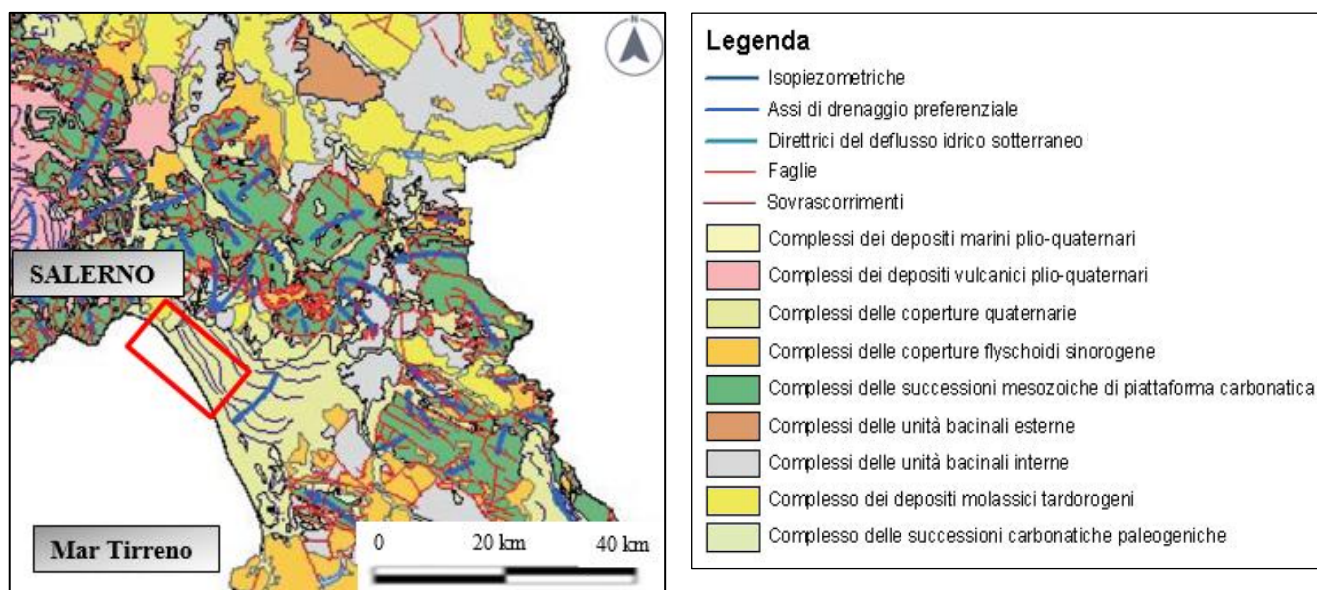 N
SALERNO
Mar Tirreno
0 20 km 40 km
Legenda
Isopiezometriche
Assi di drenaggio preferenziale
Direttrici del deflusso idrico sotterraneo
Faglie
Sovrascorrimenti
Complessi dei depositi marini plio-quaternari
Complessi dei depositi vulcanici plio-quaternari
Complessi delle coperture quaternarie
Complessi delle coperture flyschoidi sinorogene
Complessi delle successioni mesozoiche di piattaforma carbonatica
Complessi delle unità bacinali esterne
Complessi delle unità bacinali interne
Complesso dei depositi molassici tardorogeni
Complesso delle successioni carbonatiche paleogeniche